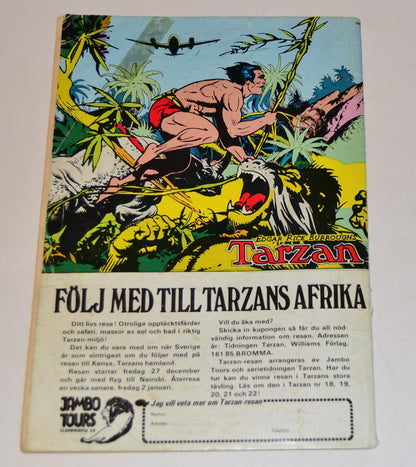 EDGAR RICE BURROUGHS
Tarzan
FÖLJ MED TILL TARZANS AFRIKA
Ditt livs resa! Otroliga upptäcktsfärder
och safari, massor av sol och bad i riktig
Tarzan-miljö!
Det kan du vara med om när Sverige
är som vintrigast om du följer med på
resan till Kenya, Tarzans hemland.
Resan startar fredag 27 december
och går med flyg till Nairobi. Återresa
en vecka senare, fredag 2 januari.
Vill du åka med?
Skicka in kupongen så får du all nöd-
vändig information om resan. Adressen
är: Tidningen Tarzan, Williams Förlag,
161 85 BROMMA.
Tarzan-resan arrangeras av Jambo
Tours och serietidningen Tarzan. Har du
tur kan du vinna resan i Tarzans stora
tävling. Läs om den i Tarzan nr 18, 19,
20, 21 och 22!
JAMBO
TOURS
SCANDINAVIA AB
Jag vill veta mer om Tarzan-resan
Namn:
Adress:
Telefon: